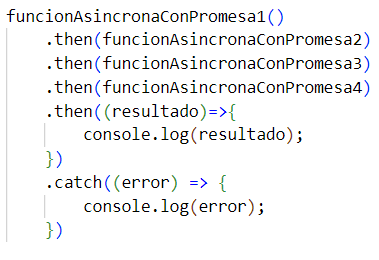 funcionAsincronaConPromesa1()
    .then(funcionAsincronaConPromesa2)
    .then(funcionAsincronaConPromesa3)
    .then(funcionAsincronaConPromesa4)
    .then((resultado)=>{
        console.log(resultado);
    })
    .catch((error) => {
        console.log(error);
    })